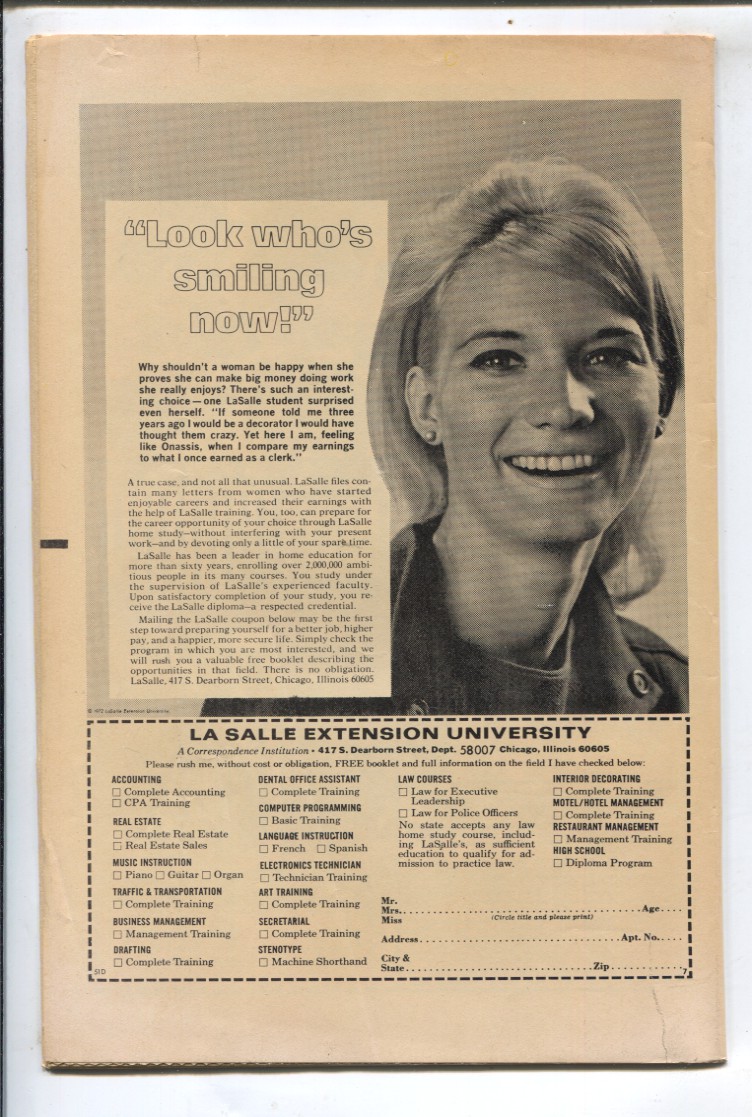 “Look who’s
smiling
now!”
Why shouldn’t a woman be happy when she
proves she can make big money doing work
she really enjoys? There’s such an interest-
ing choice — one LaSalle student surprised
even herself. “If someone told me three
years ago I would be a decorator I would have
thought them crazy. Yet here I am, feeling
like Onassis, when I compare my earnings
to what I once earned as a clerk.”
A true case, and not all that unusual. LaSalle files con-
tain many letters from women who have started
enjoyable careers and increased their earnings with
the help of LaSalle training. You, too, can prepare for
the career opportunity of your choice through LaSalle
home study—without interfering with your present
work—and by devoting only a little of your spare time.
LaSalle has been a leader in home education for
more than sixty years, enrolling over 2,000,000 ambi-
tious people in its many courses. You study under
the supervision of LaSalle’s experienced faculty.
Upon satisfactory completion of your study, you re-
ceive the LaSalle diploma—a respected credential.
Mailing the LaSalle coupon below may be the first
step toward preparing yourself for a better job, higher
pay, and a happier, more secure life. Simply check the
program in which you are most interested, and we
will rush you a valuable free booklet describing the
opportunities in that field. There is no obligation.
LaSalle, 417 S. Dearborn Street, Chicago, Illinois 60605
LaSalle Extension University
LA SALLE EXTENSION UNIVERSITY
A Correspondence Institution • 417 S. Dearborn Street, Dept. 58007 Chicago, Illinois 60605
Please rush me, without cost or obligation, FREE booklet and full information on the field I have checked below:
ACCOUNTING
☐ Complete Accounting
☐ CPA Training
REAL ESTATE
☐ Complete Real Estate
☐ Real Estate Sales
MUSIC INSTRUCTION
☐ Piano ☐ Guitar ☐ Organ
TRAFFIC & TRANSPORTATION
☐ Complete Training
BUSINESS MANAGEMENT
☐ Management Training
DRAFTING
☐ Complete Training
51D
DENTAL OFFICE ASSISTANT
☐ Complete Training
COMPUTER PROGRAMMING
☐ Basic Training
LANGUAGE INSTRUCTION
☐ French ☐ Spanish
ELECTRONICS TECHNICIAN
☐ Technician Training
ART TRAINING
☐ Complete Training
SECRETARIAL
☐ Complete Training
STENOTYPE
☐ Machine Shorthand
LAW COURSES
☐ Law for Executive
Leadership
☐ Law for Police Officers
No state accepts any law
home study course, includ-
ing LaSalle’s, as sufficient
education to qualify for ad-
mission to practice law.
INTERIOR DECORATING
☐ Complete Training
MOTEL/HOTEL MANAGEMENT
☐ Complete Training
RESTAURANT MANAGEMENT
☐ Management Training
HIGH SCHOOL
☐ Diploma Program
Mr.
Mrs. Age
Miss (Circle title and please print)
Address Apt. No.
City &
State Zip
7